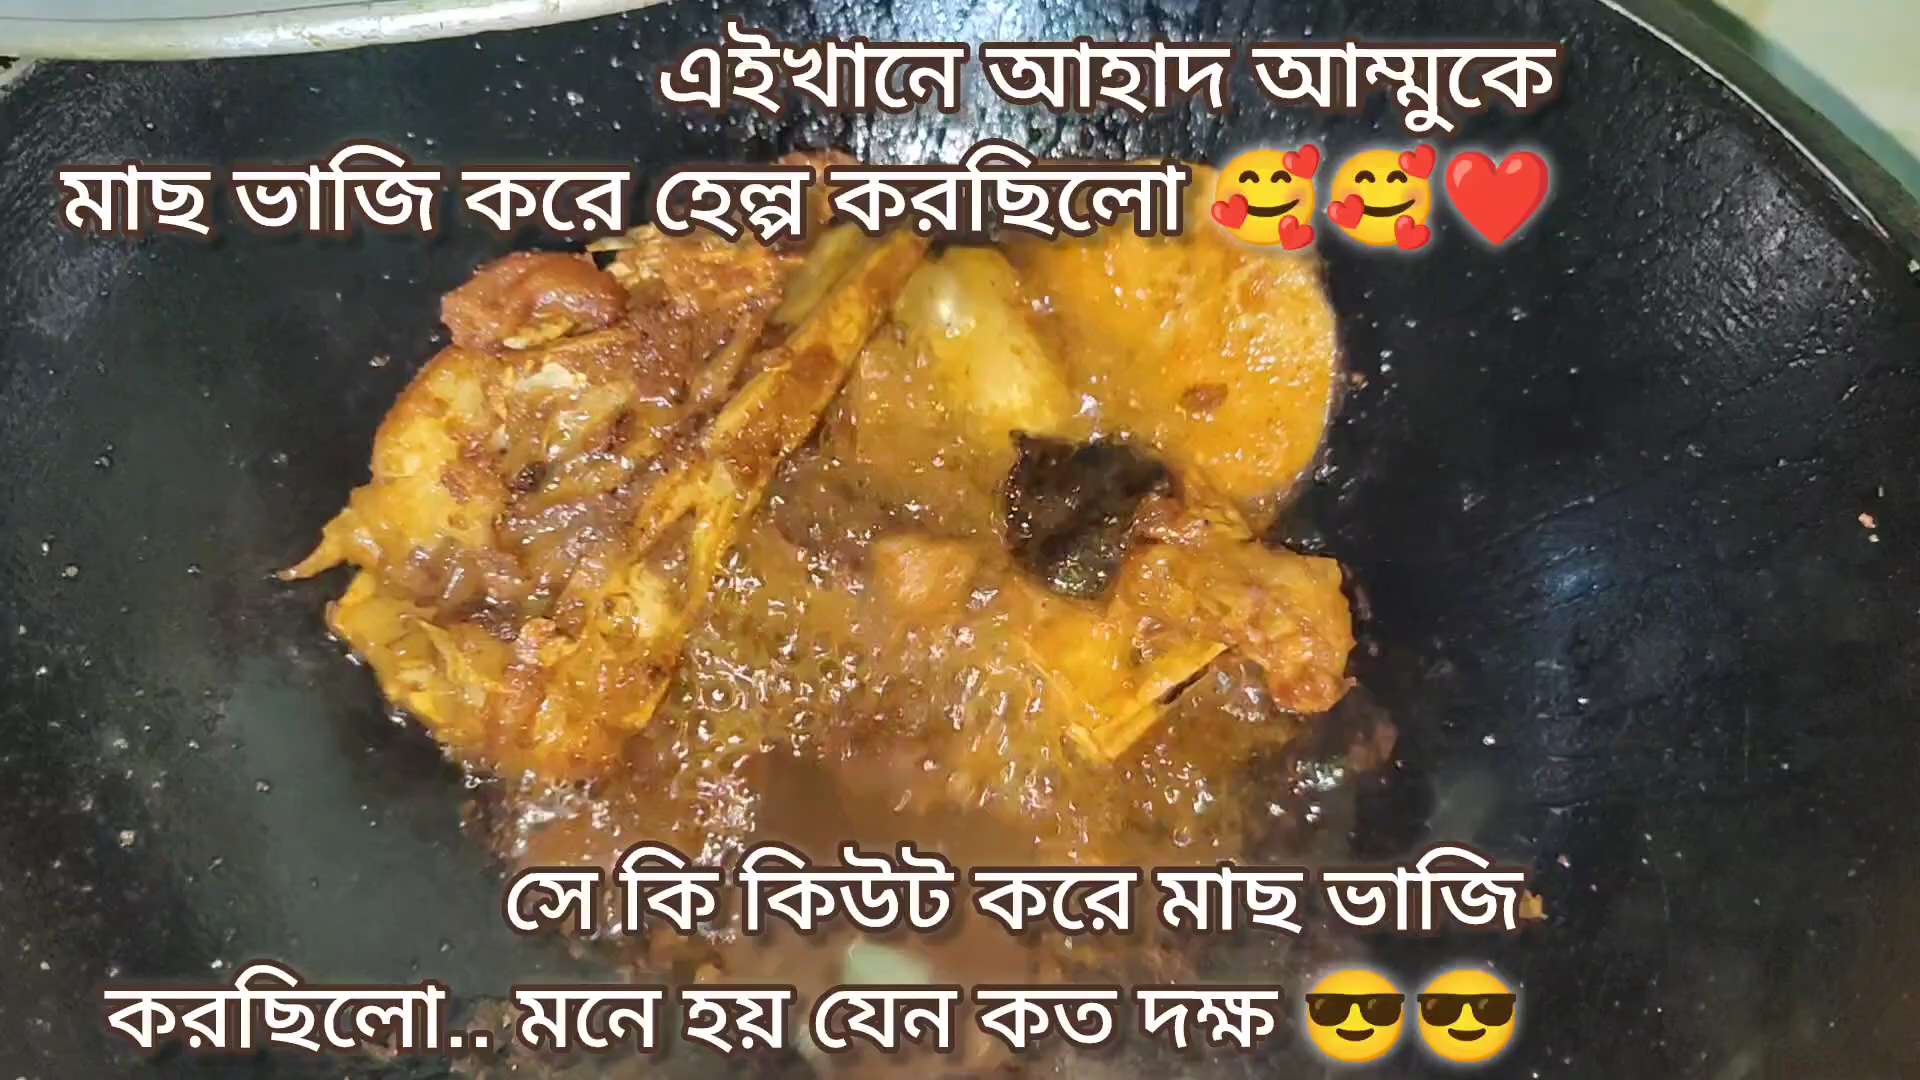 এইখানে আহাদ আম্মুকে
মাছ ভাজি করে হেল্প করছিলো 🥰🥰❤️
সে কি কিউট করে মাছ ভাজি
করছিলো.. মনে হয় যেন কত দক্ষ 😎😎